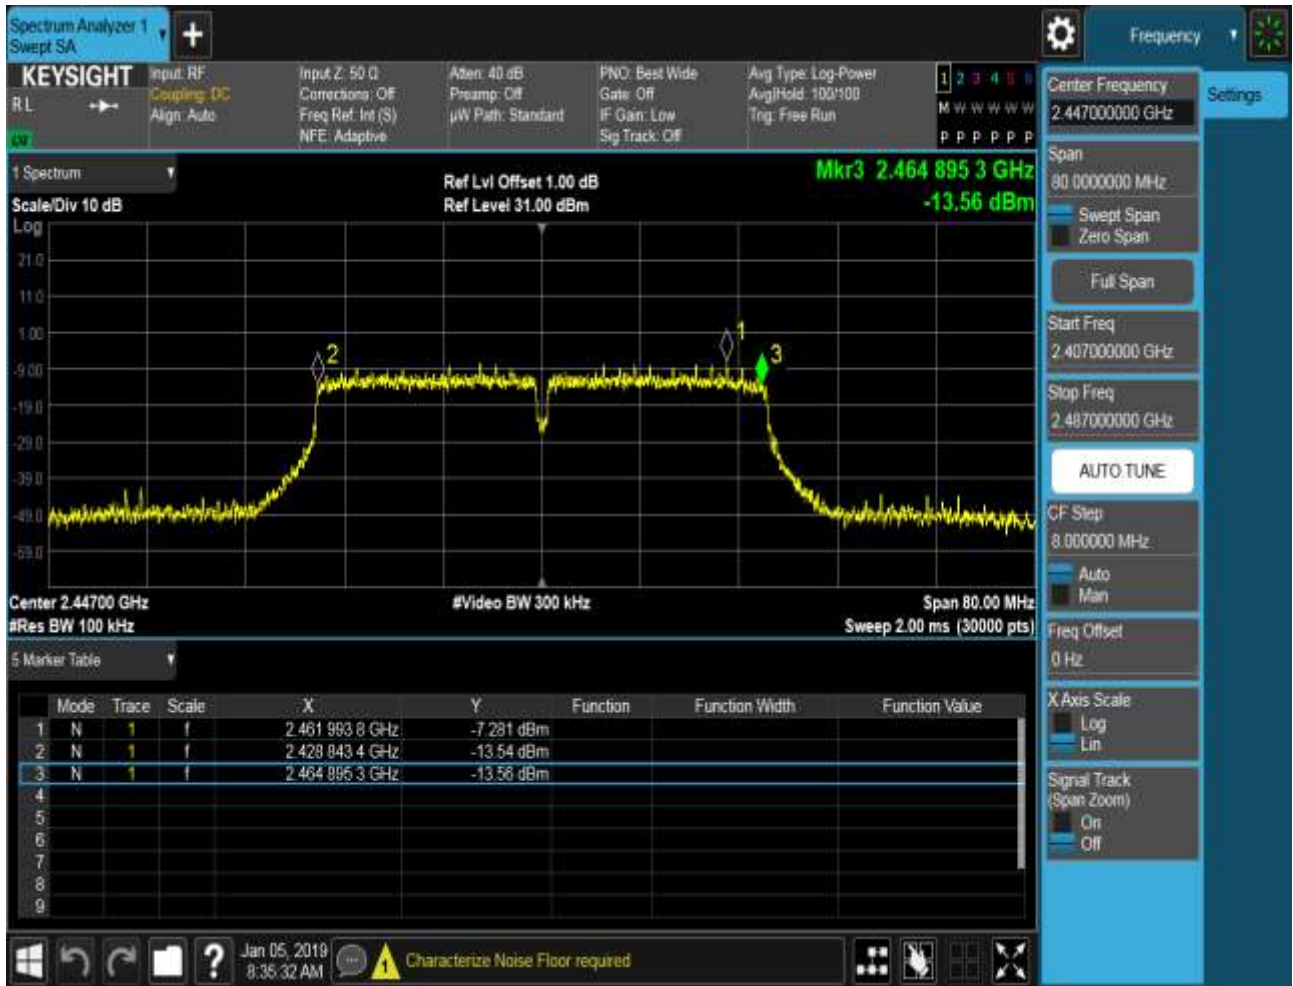 Spectrum Analyzer 1
Swept SA
+
Frequency
KEYSIGHT
Input: RF
Input Z: 50 Ω
Atten: 40 dB
PNO: Best Wide
Avg Type: Log-Power
1 2 3 4 5 6
R L
Coupling: DC
Corrections: Off
Preamp: Off
Gate: Off
Avg|Hold: 100/100
M W W W W W
Align: Auto
Freq Ref: Int (S)
µW Path: Standard
IF Gain: Low
Trig: Free Run
NFE: Adaptive
Sig Track: Off
P P P P P P
Center Frequency
2.447000000 GHz
Settings
1 Spectrum
Ref Lvl Offset 1.00 dB
Mkr3 2.464 895 3 GHz
Scale/Div 10 dB
Ref Level 31.00 dBm
-13.56 dBm
Span
80.0000000 MHz
Swept Span
Zero Span
Full Span
Start Freq
2.407000000 GHz
Stop Freq
2.487000000 GHz
AUTO TUNE
CF Step
8.000000 MHz
Auto
Man
Freq Offset
0 Hz
X Axis Scale
Log
Lin
Signal Track
(Span Zoom)
On
Off
Log
21.0
11.0
1.00
-9.00
-19.0
-29.0
-39.0
-49.0
-59.0
2
1
3
Center 2.44700 GHz
#Video BW 300 kHz
Span 80.00 MHz
#Res BW 100 kHz
Sweep 2.00 ms (30000 pts)
5 Marker Table
Mode Trace Scale X Y Function Function Width Function Value
1 N 1 f 2.461 993 8 GHz -7.281 dBm
2 N 1 f 2.428 843 4 GHz -13.54 dBm
3 N 1 f 2.464 895 3 GHz -13.56 dBm
4
5
6
7
8
9
?
Jan 05, 2019
8:35:32 AM
1
Characterize Noise Floor required